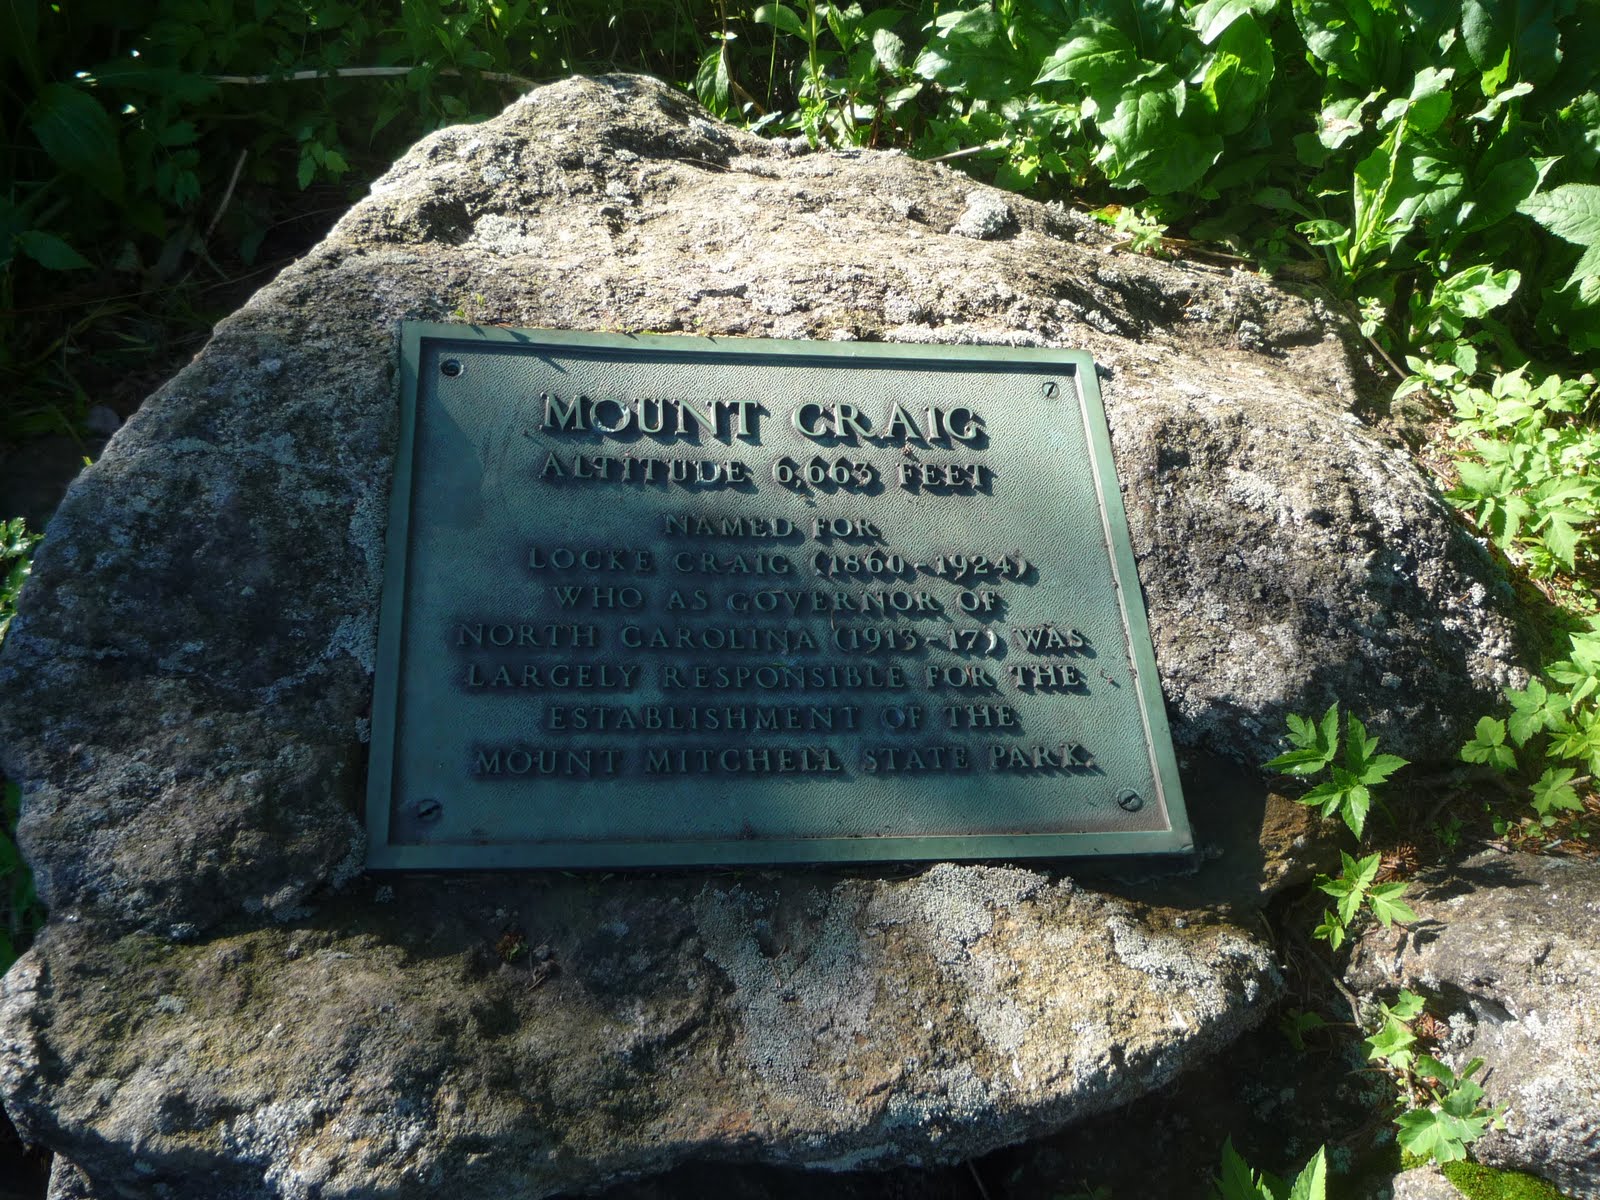 MOUNT CRAIG
ALTITUDE 6,663 FEET
NAMED FOR
LOCKE CRAIG (1860-1924)
WHO AS GOVERNOR OF
NORTH CAROLINA (1913-17) WAS
LARGELY RESPONSIBLE FOR THE
ESTABLISHMENT OF THE
MOUNT MITCHELL STATE PARK.